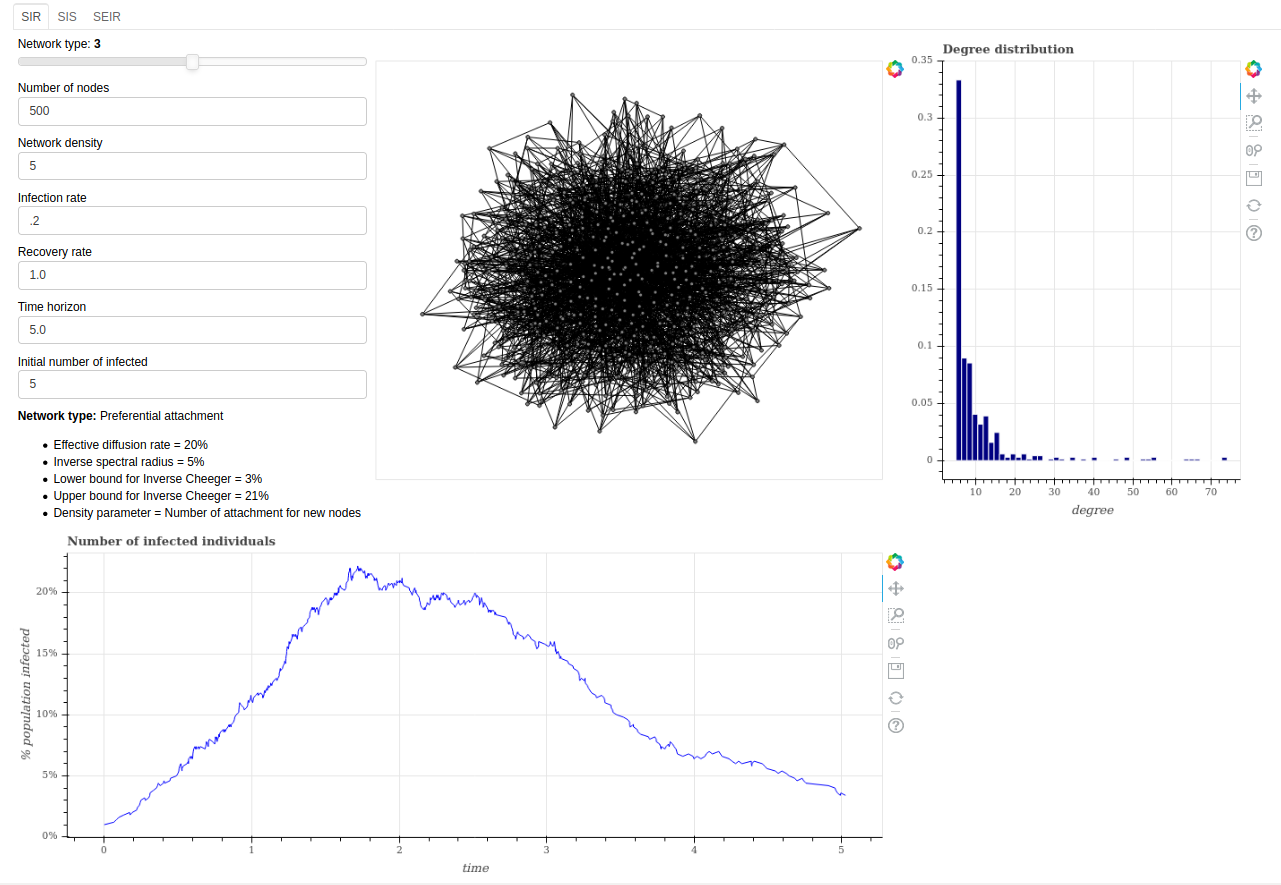 SIR SIS SEIR
Network type: 3
Number of nodes
500
Network density
5
Infection rate
.2
Recovery rate
1.0
Time horizon
5.0
Initial number of infected
5
Network type: Preferential attachment
Effective diffusion rate = 20%
Inverse spectral radius = 5%
Lower bound for Inverse Cheeger = 3%
Upper bound for Inverse Cheeger = 21%
Density parameter = Number of attachment for new nodes
Degree distribution
0.35
0.3
0.25
0.2
0.15
0.1
0.05
0
10 20 30 40 50 60 70
degree
Number of infected individuals
% population infected
20%
15%
10%
5%
0%
0 1 2 3 4 5
time